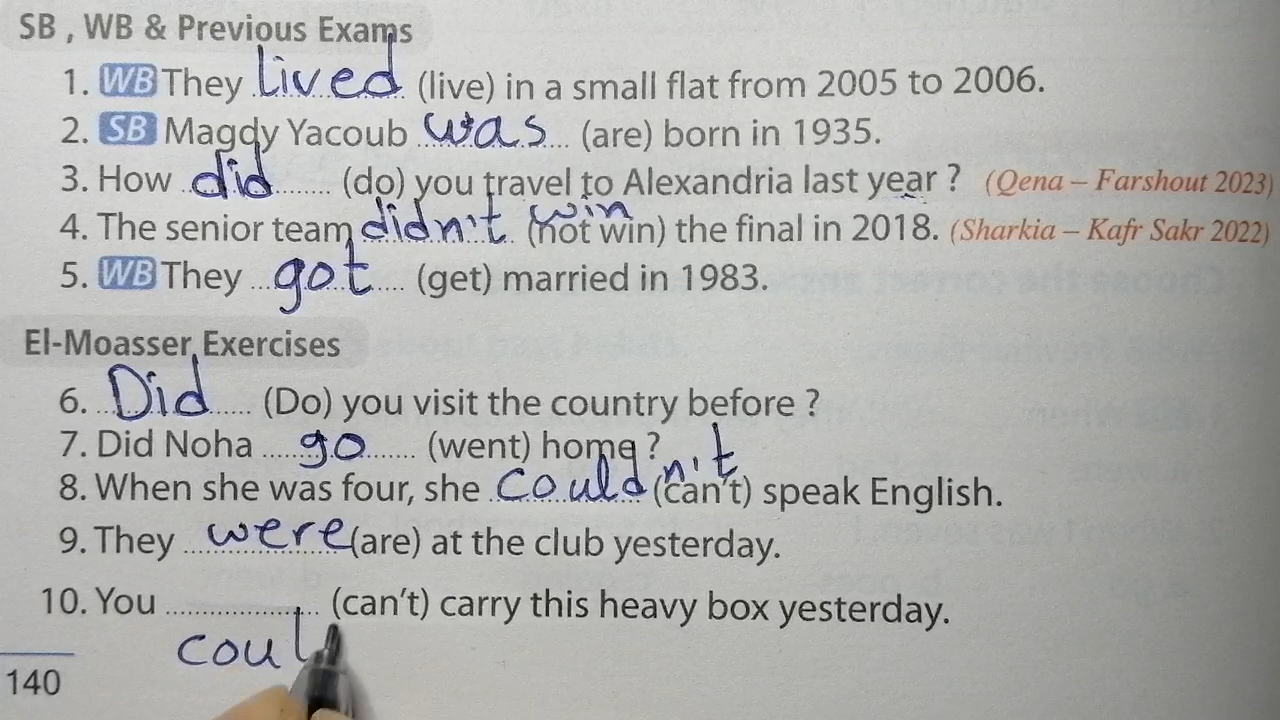 SB , WB & Previous Exams
1. WB They lived (live) in a small flat from 2005 to 2006.
2. SB Magdy Yacoub was (are) born in 1935.
3. How did (do) you travel to Alexandria last year ? (Qena – Farshout 2023)
4. The senior team didn't win (not win) the final in 2018. (Sharkia – Kafr Sakr 2022)
5. WB They got (get) married in 1983.
El-Moasser Exercises
6. Did (Do) you visit the country before ?
7. Did Noha go (went) home ?
8. When she was four, she couldn't (can't) speak English.
9. They were (are) at the club yesterday.
10. You (can't) carry this heavy box yesterday.
coul
140